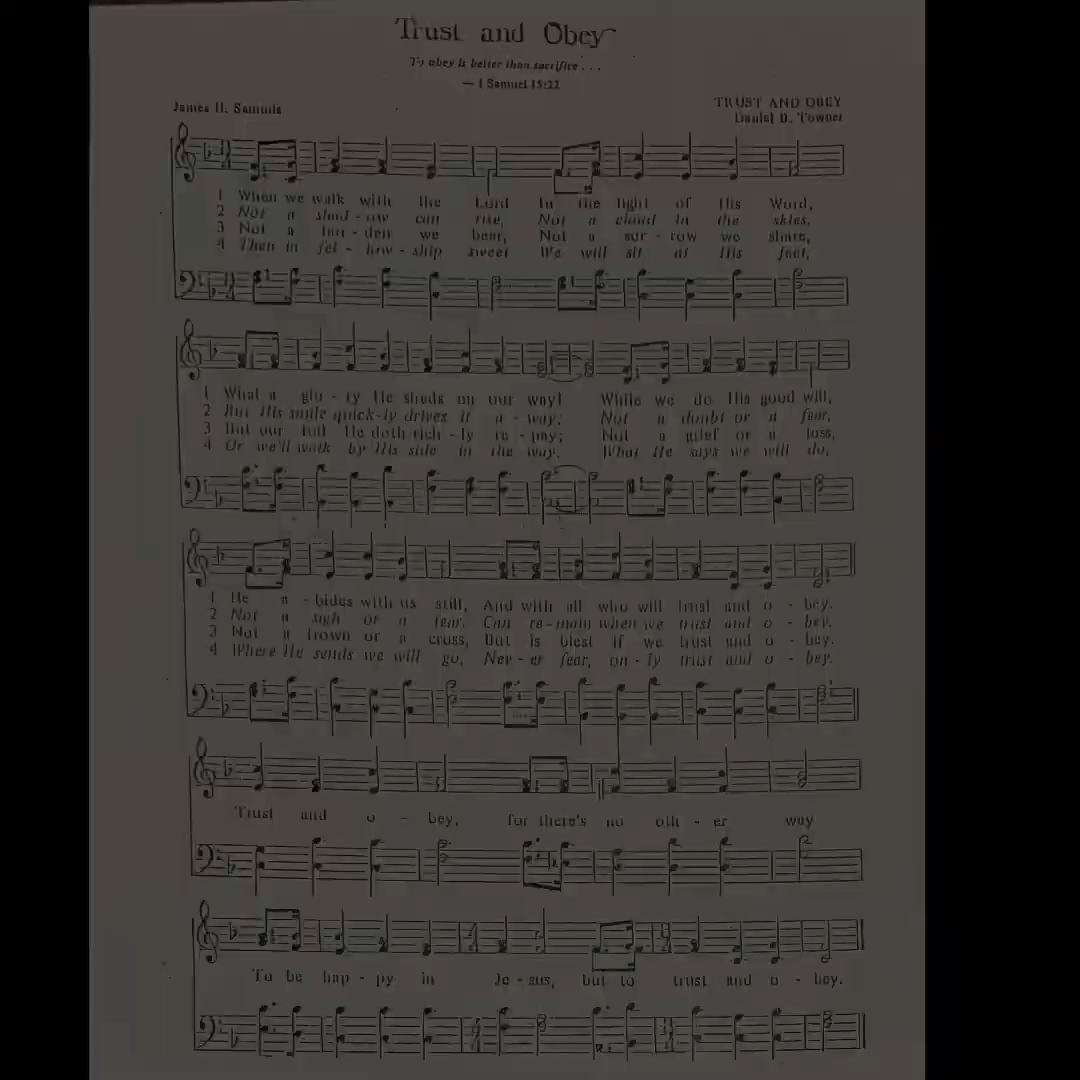 Trust and Obey
To obey is better than sacrifice . . .
— I Samuel 15:22
James H. Sammis
TRUST AND OBEY
Daniel B. Towner
1 When we walk with the Lord In the light of His Word,
2 Not a shad - ow can rise, Not a cloud in the skies,
3 Not a bur - den we bear, Not a sor - row we share,
4 Then in fel - low - ship sweet We will sit at His feet,
1 What a glo - ry He sheds on our way! While we do His good will,
2 But His smile quick-ly drives it a - way; Not a doubt or a fear,
3 But our toil He doth rich - ly re - pay; Not a grief or a loss,
4 Or we'll walk by His side in the way, What He says we will do,
1 He a - bides with us still, And with all who will trust and o - bey.
2 Not a sigh or a tear, Can re-main when we trust and o - bey.
3 Not a frown or a cross, But is blest if we trust and o - bey.
4 Where He sends we will go, Nev - er fear, on - ly trust and o - bey.
Trust and o - bey, for there's no oth - er way
To be hap - py in Je - sus, but to trust and o - bey.